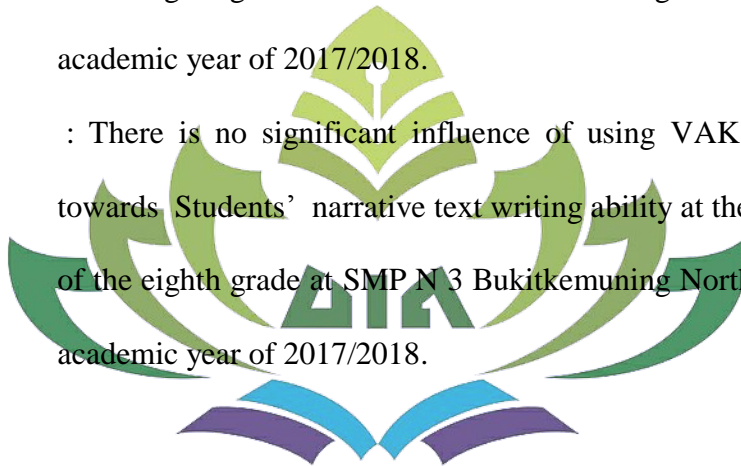 academic year of 2017/2018.
: There is no significant influence of using VAK
towards Students’ narrative text writing ability at the
of the eighth grade at SMP N 3 Bukitkemuning North
academic year of 2017/2018.